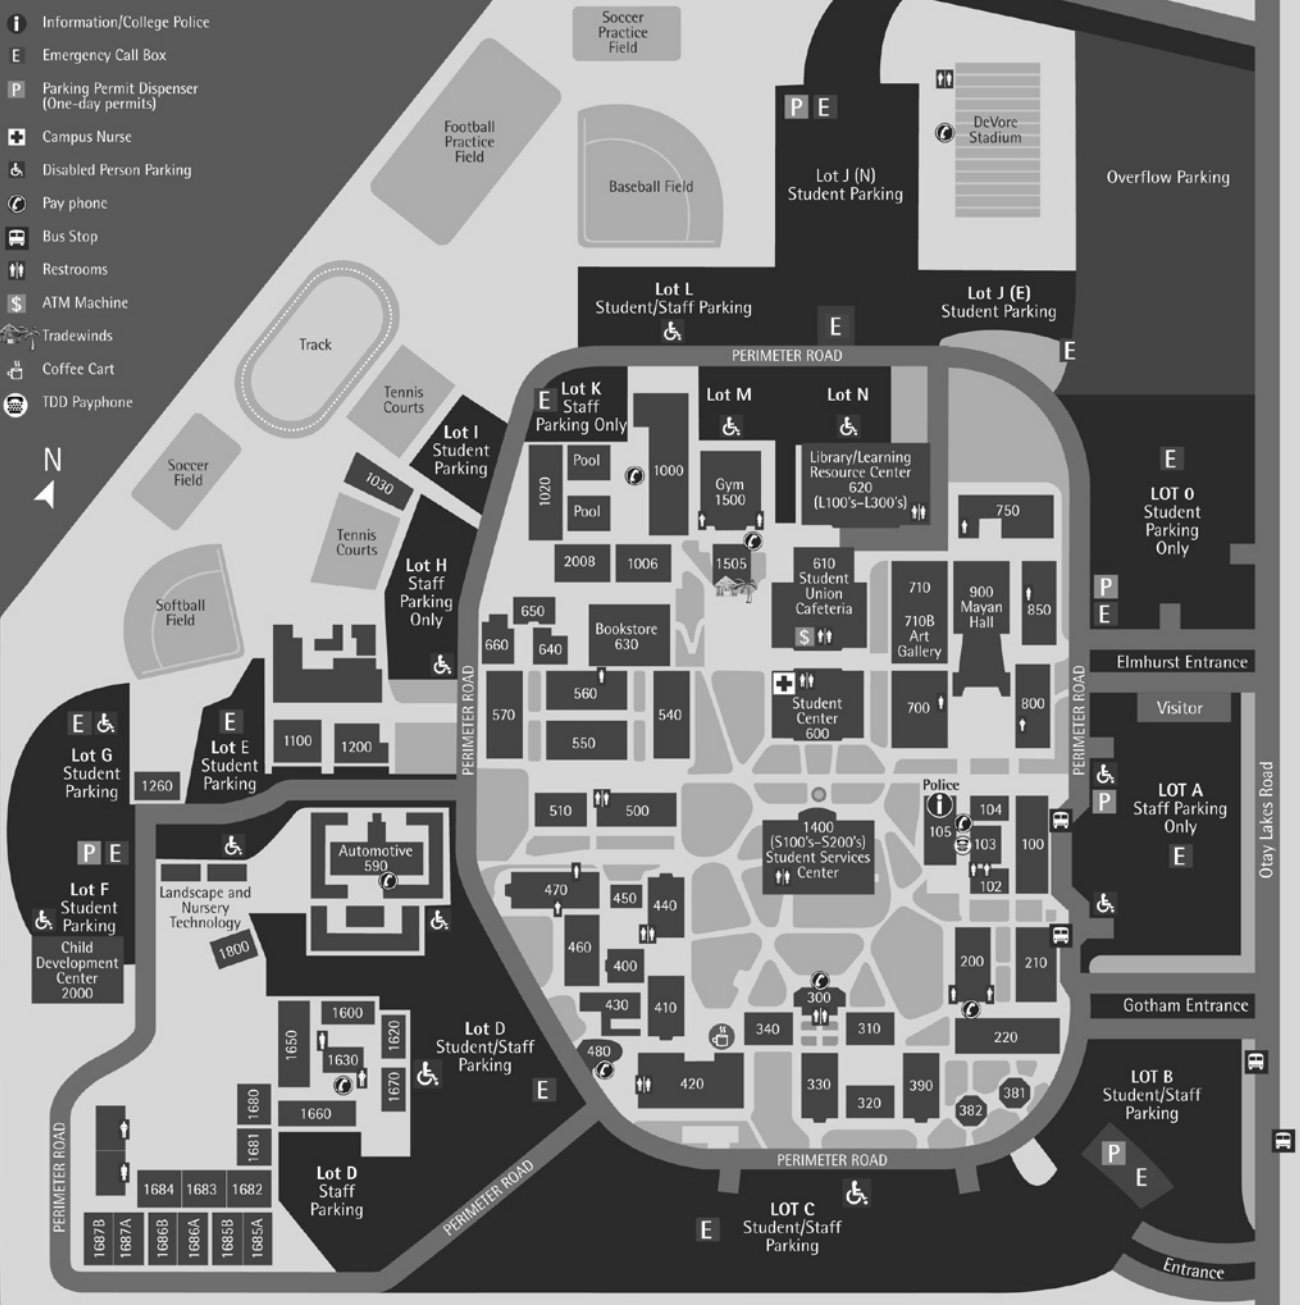 Information/College Police
E
Emergency Call Box
P
Parking Permit Dispenser
(One-day permits)
Campus Nurse
Disabled Person Parking
Pay phone
Bus Stop
Restrooms
$
ATM Machine
Tradewinds
Coffee Cart
TDD Payphone
N
Soccer
Practice
Field
Football
Practice
Field
Baseball Field
P E
Lot J (N)
Student Parking
DeVore
Stadium
Overflow Parking
Lot L
Student/Staff Parking
E
Lot J (E)
Student Parking
E
PERIMETER ROAD
Track
Tennis
Courts
Soccer
Field
Lot I
Student
Parking
1030
Tennis
Courts
Softball
Field
Lot H
Staff
Parking
Only
E
Lot K
Staff
Parking Only
Lot M
Lot N
1020
Pool
Pool
1000
Gym
1500
Library/Learning
Resource Center
620
(L100's–L300's)
750
2008
1006
1505
610
Student
Union
Cafeteria
$
710
710B
Art
Gallery
900
Mayan
Hall
850
E
LOT O
Student
Parking
Only
P
E
Elmhurst Entrance
650
660
640
Bookstore
630
570
560
550
540
Student
Center
600
700
800
PERIMETER ROAD
PERIMETER ROAD
Visitor
LOT A
Staff Parking
Only
E
P
Otay Lakes Road
E
Lot G
Student
Parking
E
Lot E
Student
Parking
1100
1200
1260
510
500
1400
(S100's–S200's)
Student Services
Center
Police
105
104
103
102
100
P E
Lot F
Student
Parking
Child
Development
Center
2000
Landscape and
Nursery
Technology
1800
Automotive
590
470
450
440
460
400
430
410
480
420
340
300
310
330
320
390
200
210
220
381
382
Gotham Entrance
LOT B
Student/Staff
Parking
P
E
Entrance
Lot D
Student/Staff
Parking
E
1600
1650
1630
1620
1670
1660
1680
1681
1684
1683
1682
1687B
1687A
1686B
1686A
1685B
1685A
Lot D
Staff
Parking
PERIMETER ROAD
PERIMETER ROAD
PERIMETER ROAD
E
LOT C
Student/Staff
Parking